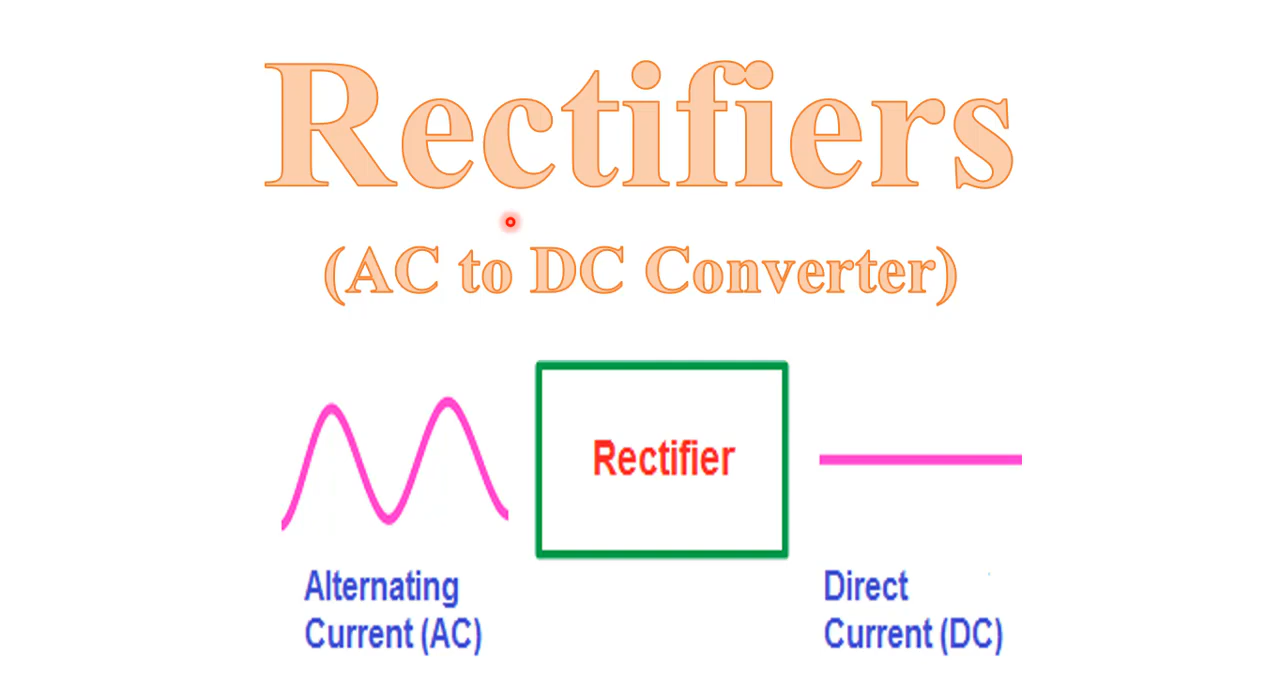 Rectifiers
(AC to DC Converter)
Rectifier
Alternating
Current (AC)
Direct
Current (DC)